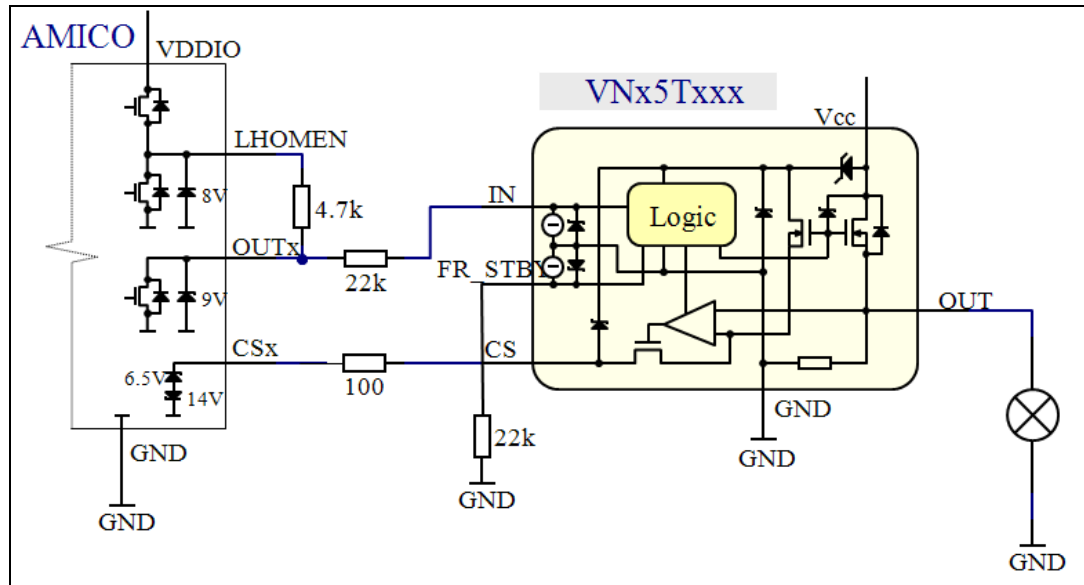 AMICO
VDDIO
VNx5Txxx
Vcc
LHOMEN
8V
4.7k
IN
Logic
OUTx
22k
FR_STBY
9V
OUT
CSx
CS
6.5V
14V
100
GND
22k
GND
GND
GND
GND